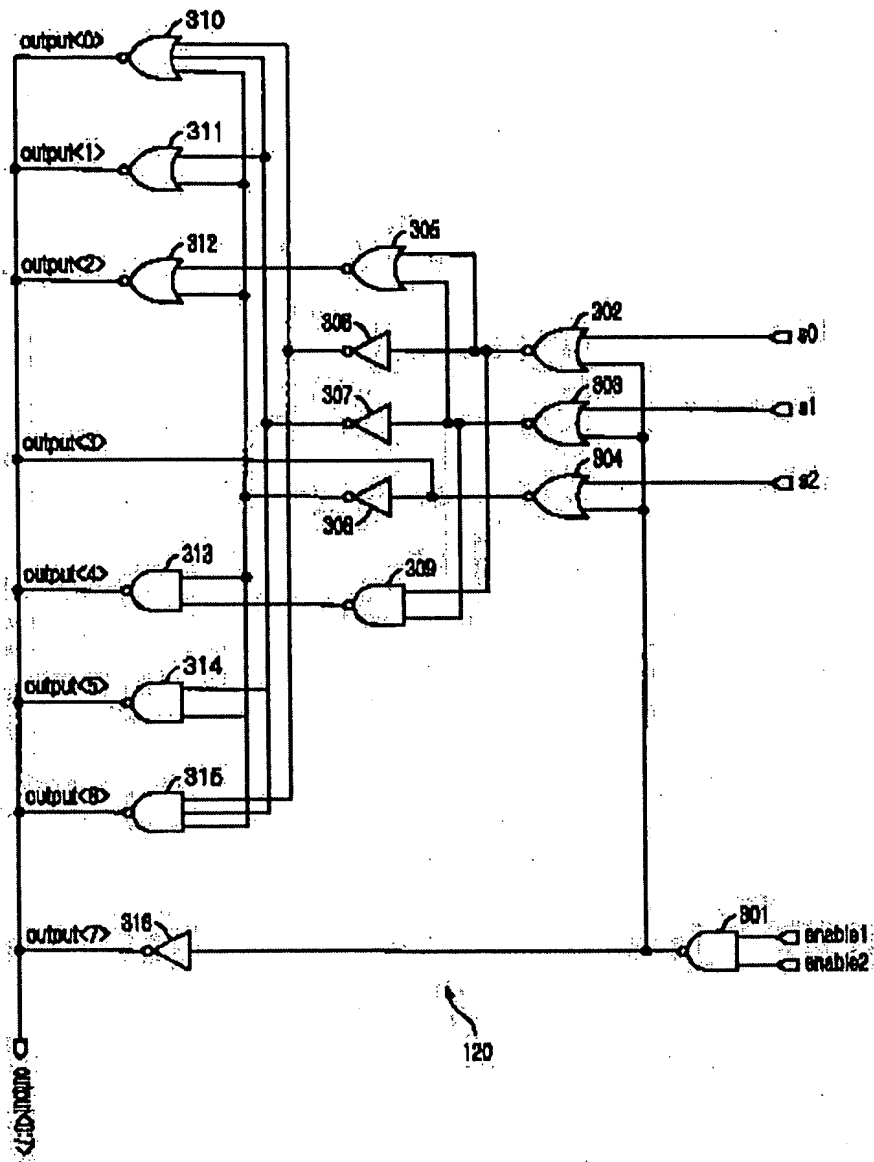 output<0>
310
output<1>
311
output<2>
312
305
306
302
s0
307
303
s1
output<3>
304
s2
308
output<4>
313
309
output<5>
314
output<6>
315
output<7>
316
301
enable1
enable2
120
output<0:7>